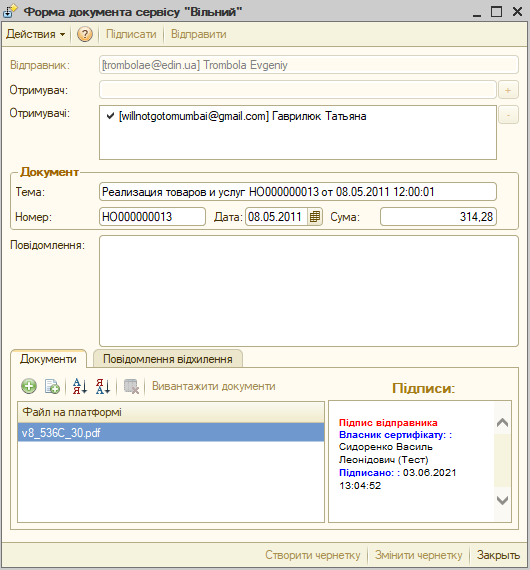 Форма документа сервісу "Вільний"
Действия ? Підписати Відправити
Відправник: [trombolae@edin.ua] Trombola Evgeniy
Отримувач: +
Отримувачі: ✔ [willnotgotomumbai@gmail.com] Гаврилюк Татьяна -
Документ
Тема: Реализация товаров и услуг НО000000013 от 08.05.2011 12:00:01
Номер: НО000000013 Дата: 08.05.2011 Сума: 314,28
Повідомлення:
Документи Повідомлення відхилення
Вивантажити документи Підписи:
Файл на платформі
v8_536C_30.pdf
Підпис відправника
Власник сертифікату: :
Сидоренко Василь
Леонідович (Тест)
Підписано: : 03.06.2021
13:04:52
Створити чернетку Змінити чернетку Закрыть